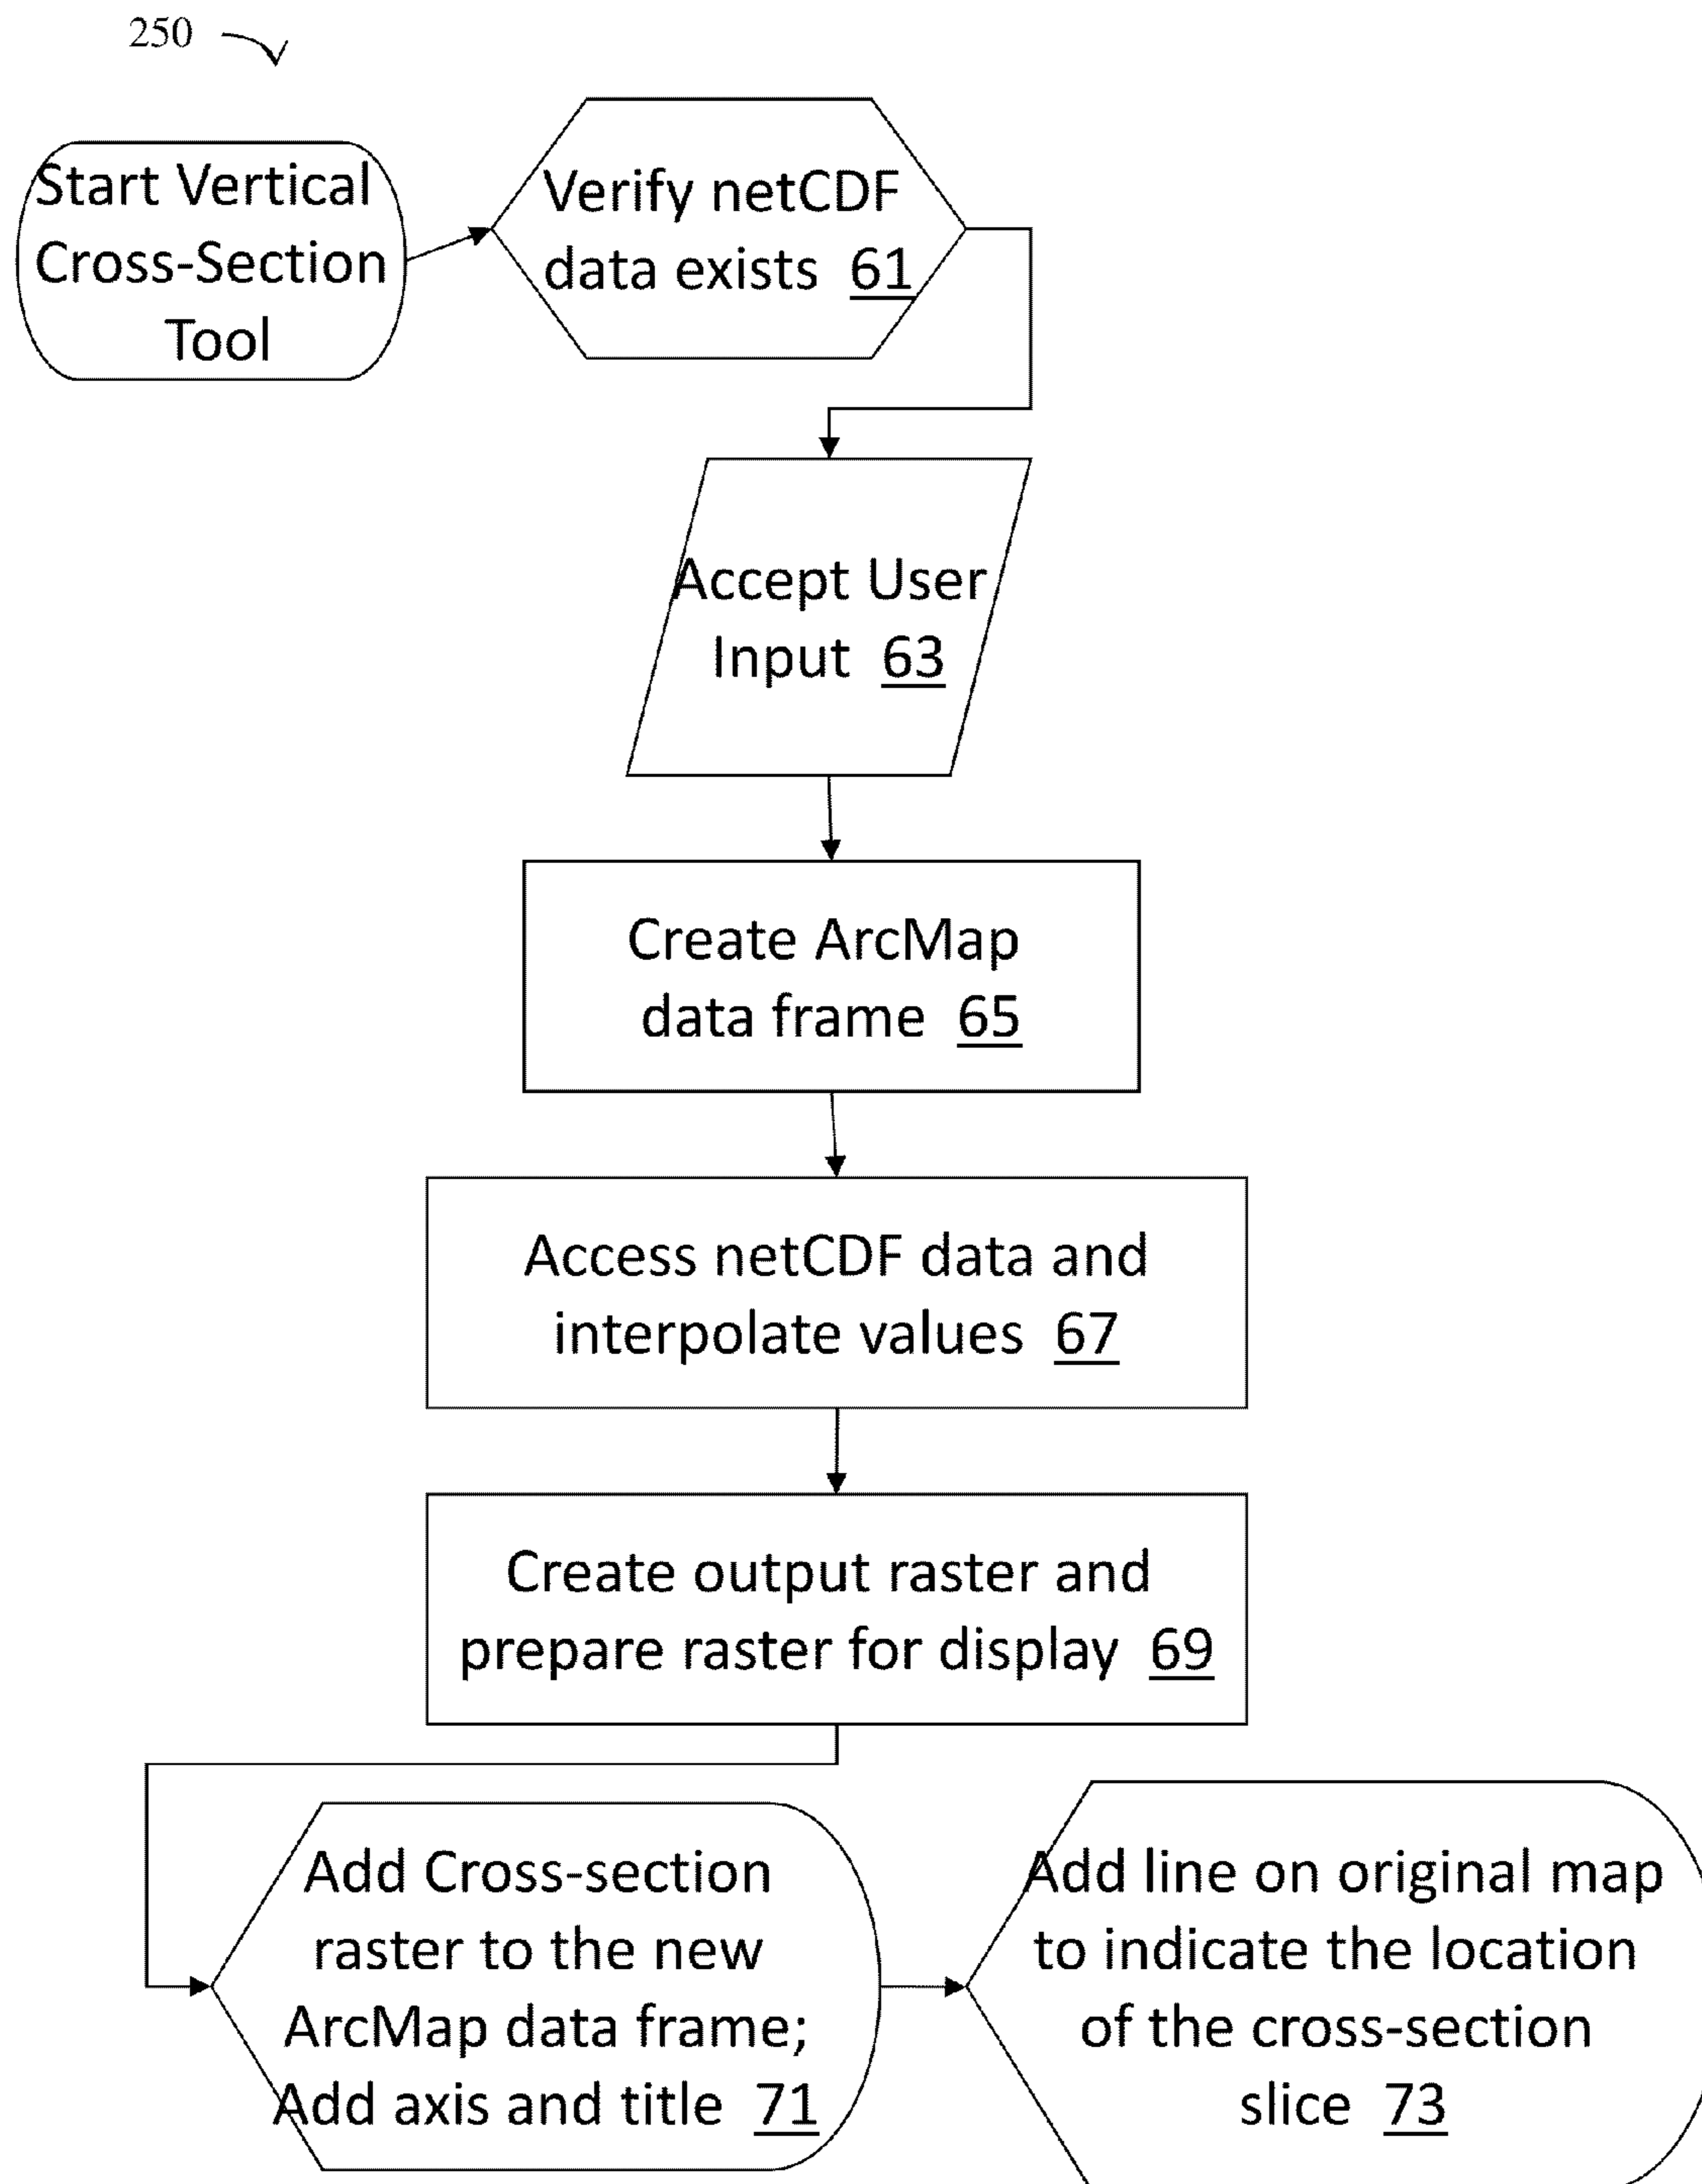 250
Start Vertical
Cross-Section
Tool
Verify netCDF
data exists 61
Accept User
Input 63
Create ArcMap
data frame 65
Access netCDF data and
interpolate values 67
Create output raster and
prepare raster for display 69
Add Cross-section
raster to the new
ArcMap data frame;
Add axis and title 71
Add line on original map
to indicate the location
of the cross-section
slice 73